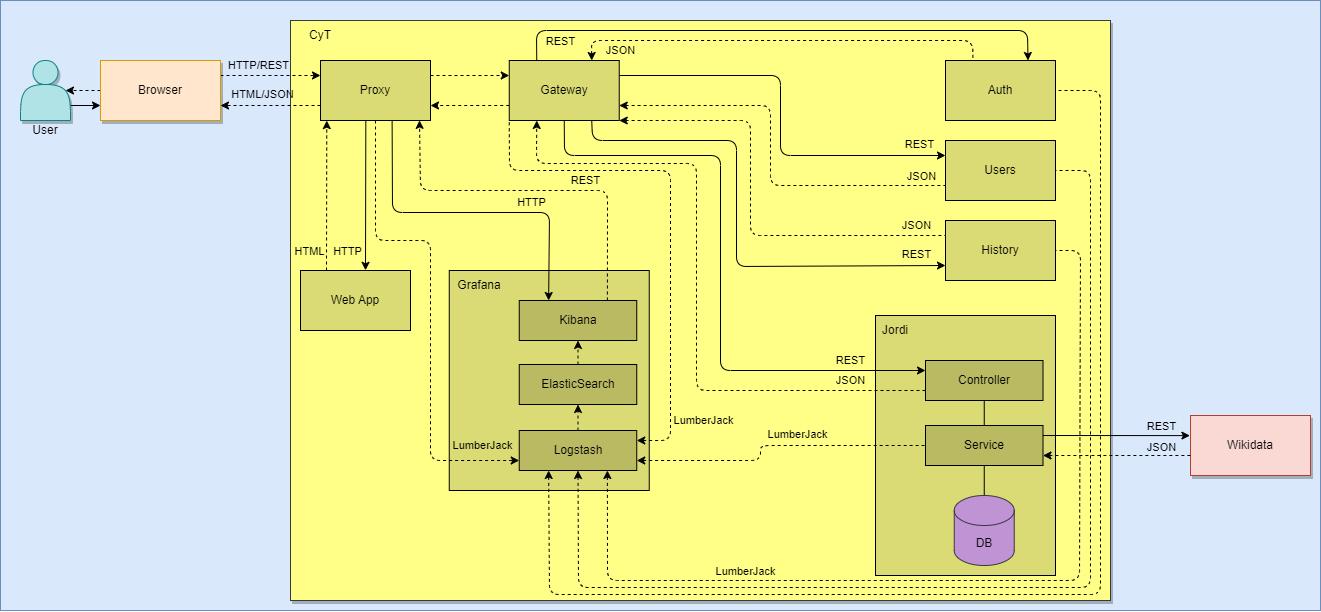 CyT
REST
JSON
HTTP/REST
Browser
Proxy
Gateway
Auth
HTML/JSON
User
REST
Users
JSON
REST
HTTP
JSON
History
REST
HTML
HTTP
Grafana
Web App
Kibana
Jordi
REST
JSON
Controller
ElasticSearch
LumberJack
REST
LumberJack
LumberJack
Logstash
Service
JSON
Wikidata
DB
LumberJack